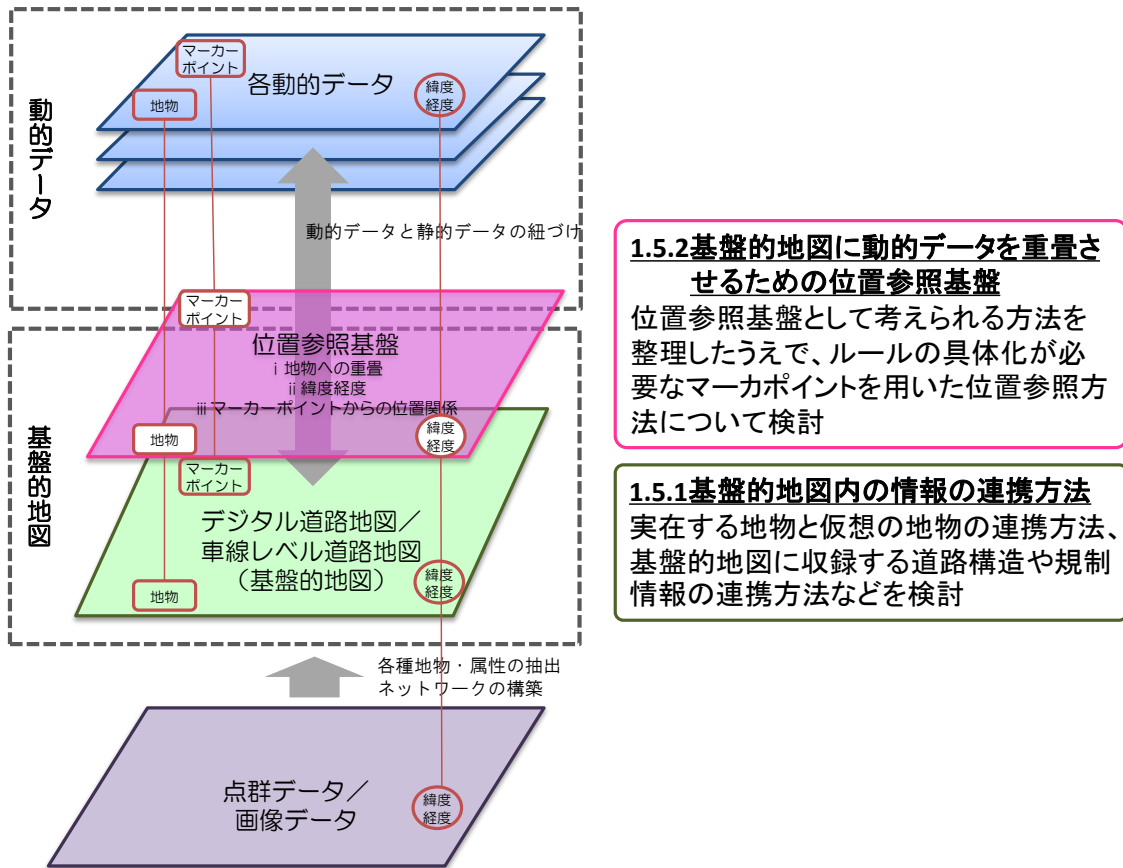 動的データ
マーカー
ポイント
各動的データ
緯度
経度
地物
動的データと静的データの紐づけ
基盤的地図
マーカー
ポイント
位置参照基盤
ⅰ 地物への重畳
ⅱ 緯度経度
ⅲ マーカーポイントからの位置関係
地物
緯度
経度
マーカー
ポイント
デジタル道路地図／
車線レベル道路地図
（基盤的地図）
緯度
経度
地物
各種地物・属性の抽出
ネットワークの構築
点群データ／
画像データ
緯度
経度
1.5.2基盤的地図に動的データを重畳さ
せるための位置参照基盤
位置参照基盤として考えられる方法を
整理したうえで、ルールの具体化が必
要なマーカポイントを用いた位置参照方
法について検討
1.5.1基盤的地図内の情報の連携方法
実在する地物と仮想の地物の連携方法、
基盤的地図に収録する道路構造や規制
情報の連携方法などを検討